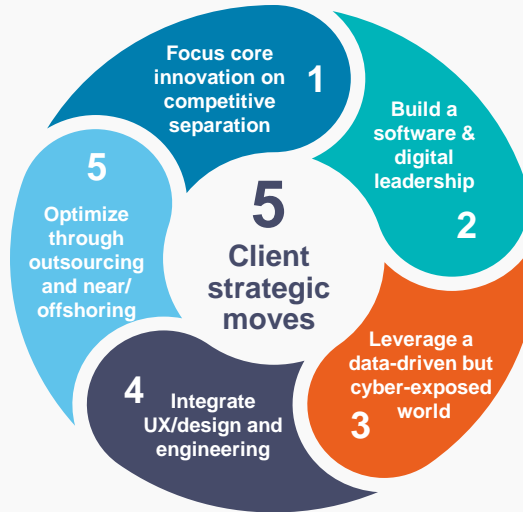 Focus core
innovation on
competitive
separation
1
Build a
software &
digital
leadership
2
Leverage a
data-driven but
cyber-exposed
world
3
4
Integrate
UX/design and
engineering
5
Optimize
through
outsourcing
and near/
offshoring
5
Client
strategic
moves